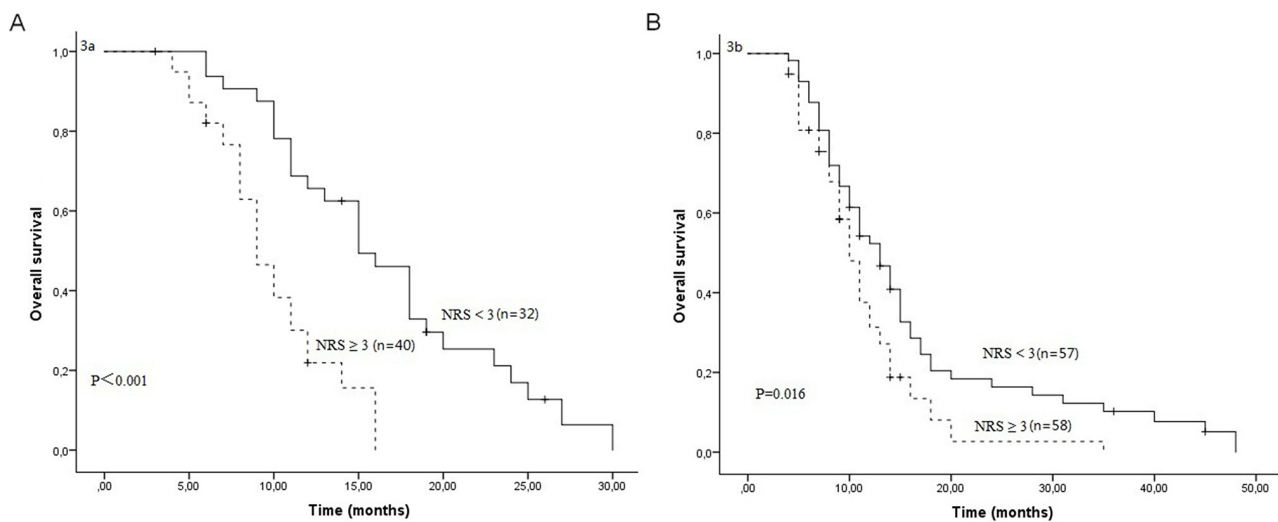 A
3a
Overall survival
1,0
0,8
0,6
0,4
0,2
0,0
NRS < 3 (n=32)
NRS ≥ 3 (n=40)
P<0.001
,00 5,00 10,00 15,00 20,00 25,00 30,00
Time (months)
B
3b
Overall survival
1,0
0,8
0,6
0,4
0,2
0,0
NRS < 3 (n=57)
P=0.016
NRS ≥ 3 (n=58)
,00 10,00 20,00 30,00 40,00 50,00
Time (months)